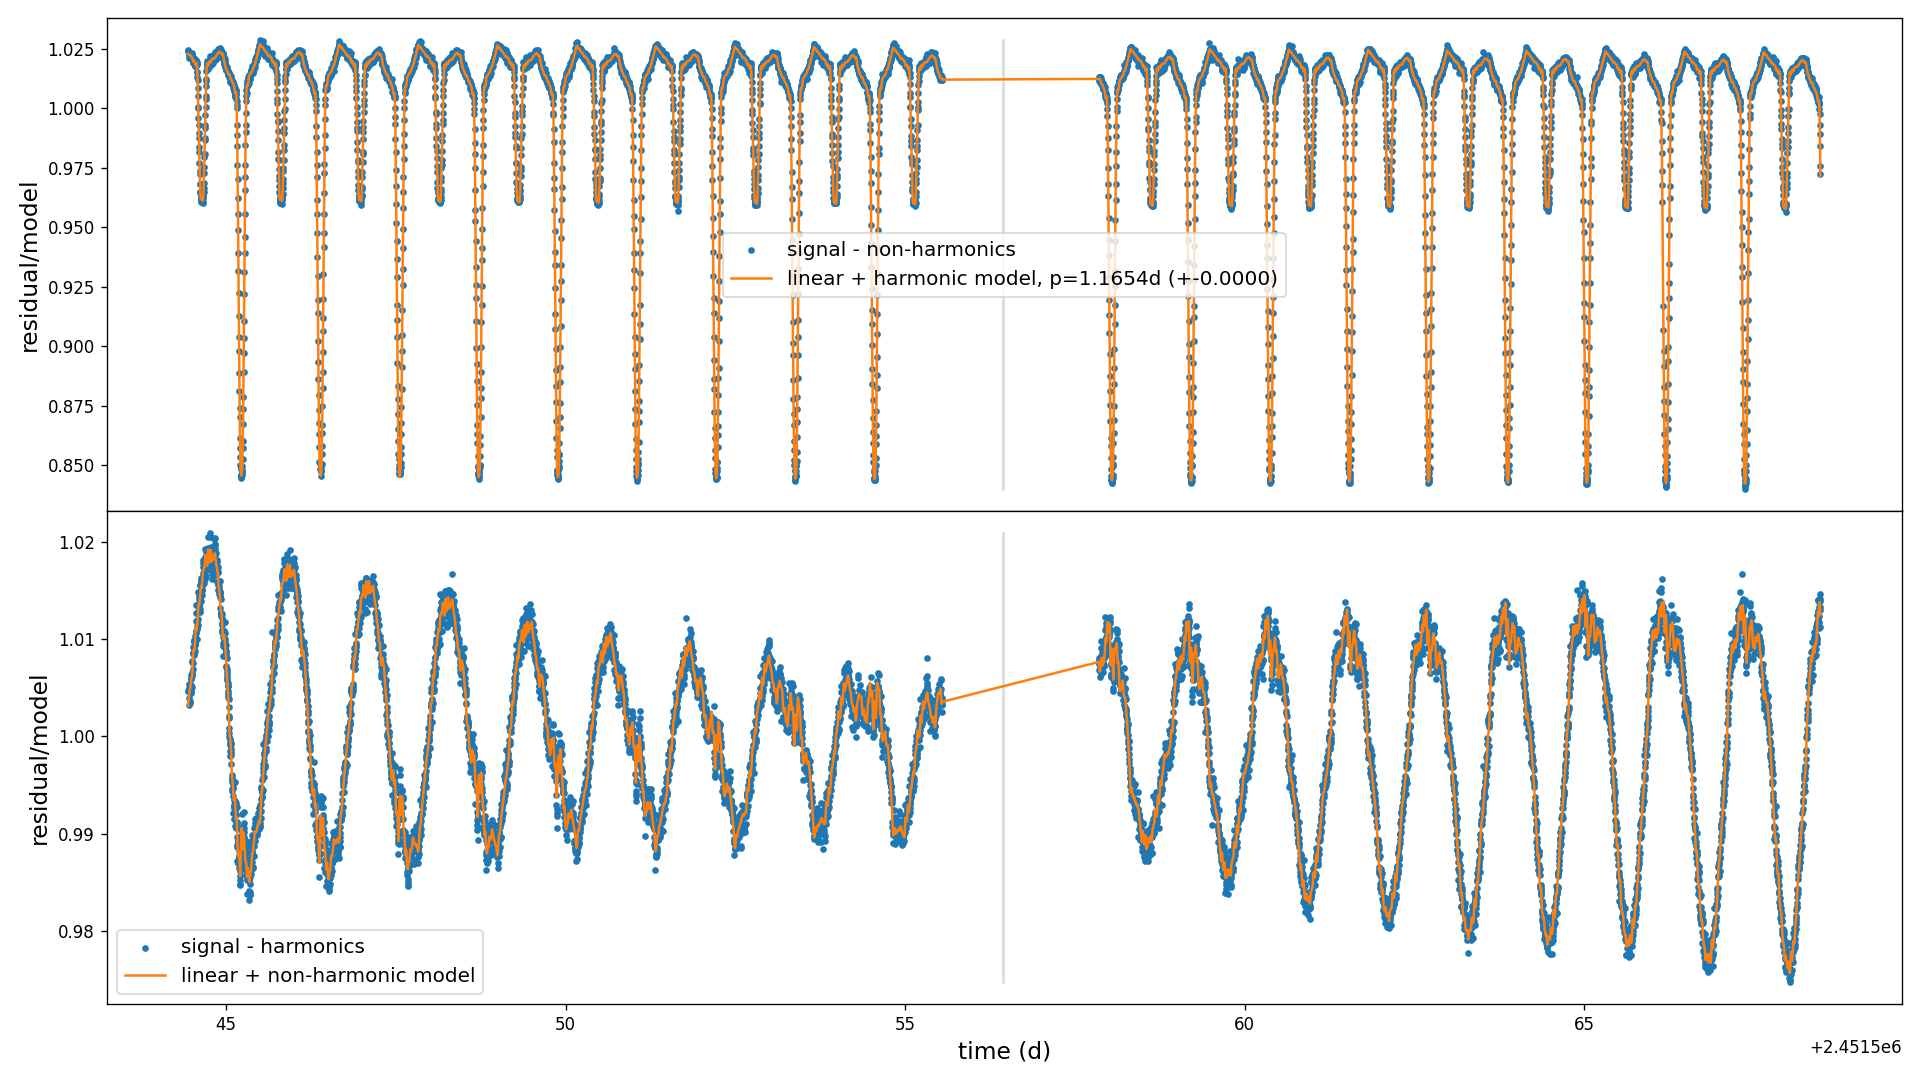 1.025
1.000
0.975
0.950
0.925
0.900
0.875
0.850
residual/model
signal - non-harmonics
linear + harmonic model, p=1.1654d (+-0.0000)
1.02
1.01
1.00
0.99
0.98
residual/model
signal - harmonics
linear + non-harmonic model
45
50
55
60
65
time (d)
+2.4515e6